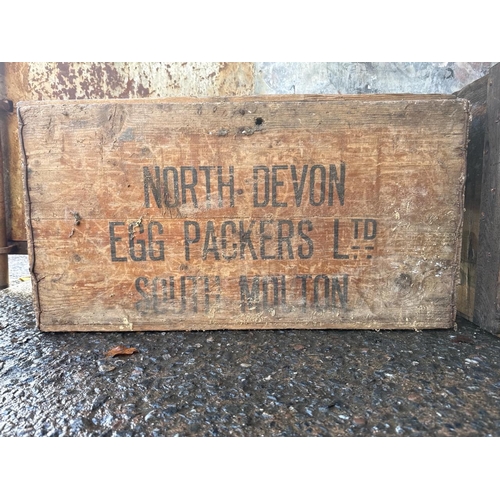 NORTH·DEVON
EGG PACKERS LTD
SOUTH MOLTON